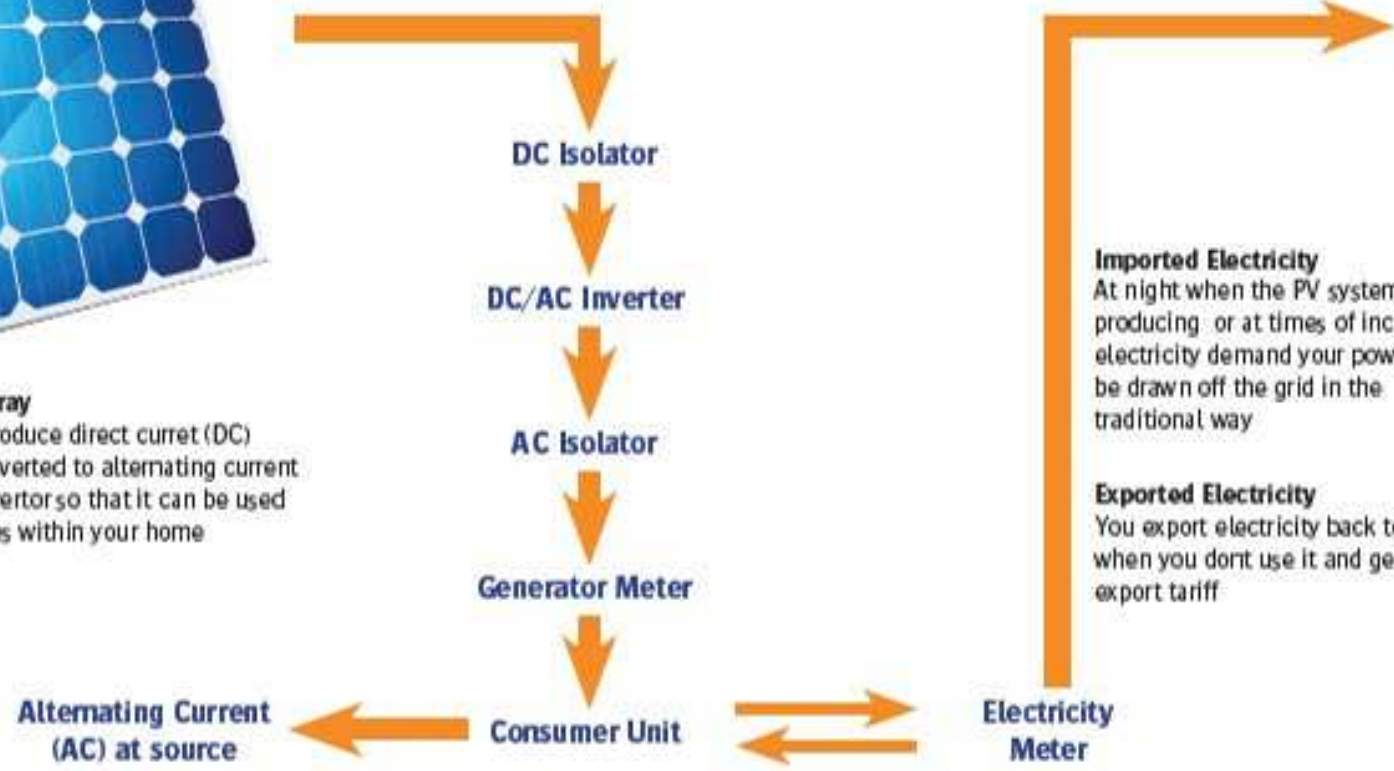 DC Isolator
DC/AC Inverter
AC Isolator
Generator Meter
Consumer Unit
Alternating Current
(AC) at source
Electricity
Meter
ray
oduce direct curret (DC)
verted to alternating current
ertor so that it can be used
s within your home
Imported Electricity
At night when the PV system
producing or at times of inc
electricity demand your pow
be drawn off the grid in the
traditional way
Exported Electricity
You export electricity back to
when you dont use it and ge
export tariff